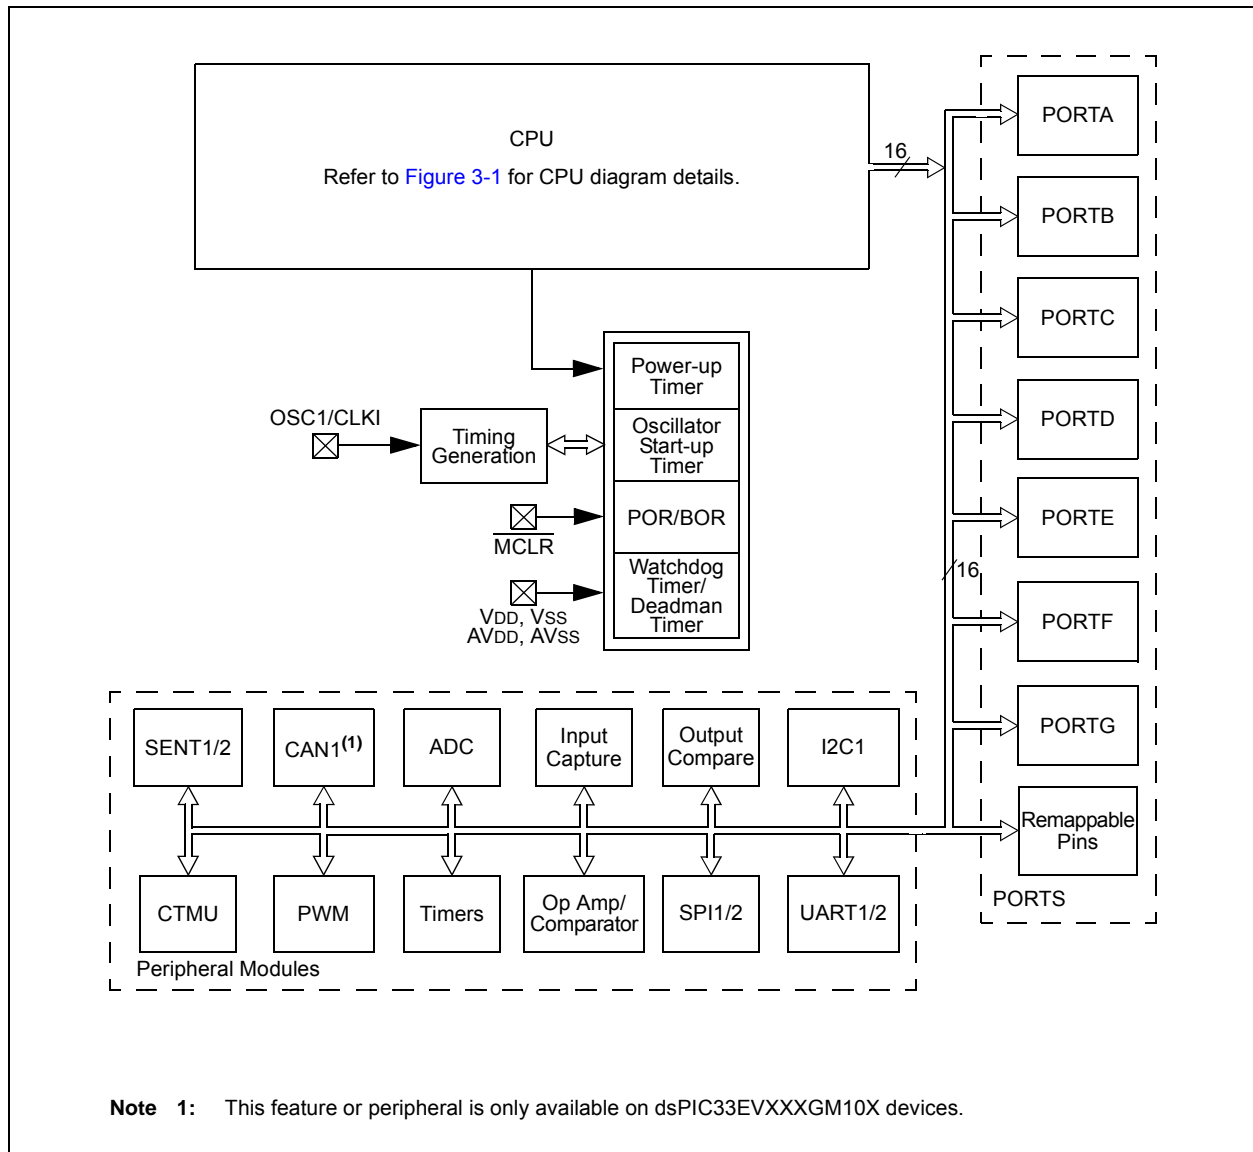 CPU
Refer to Figure 3-1 for CPU diagram details.
16
PORTA
PORTB
PORTC
PORTD
PORTE
16
PORTF
PORTG
Remappable
Pins
PORTS
Power-up
Timer
OSC1/CLKI
Timing
Generation
Oscillator
Start-up
Timer
POR/BOR
MCLR
Watchdog
Timer/
Deadman
Timer
VDD, VSS
AVDD, AVSS
SENT1/2
CAN1(1)
ADC
Input
Capture
Output
Compare
I2C1
CTMU
PWM
Timers
Op Amp/
Comparator
SPI1/2
UART1/2
Peripheral Modules
Note 1: This feature or peripheral is only available on dsPIC33EVXXXGM10X devices.